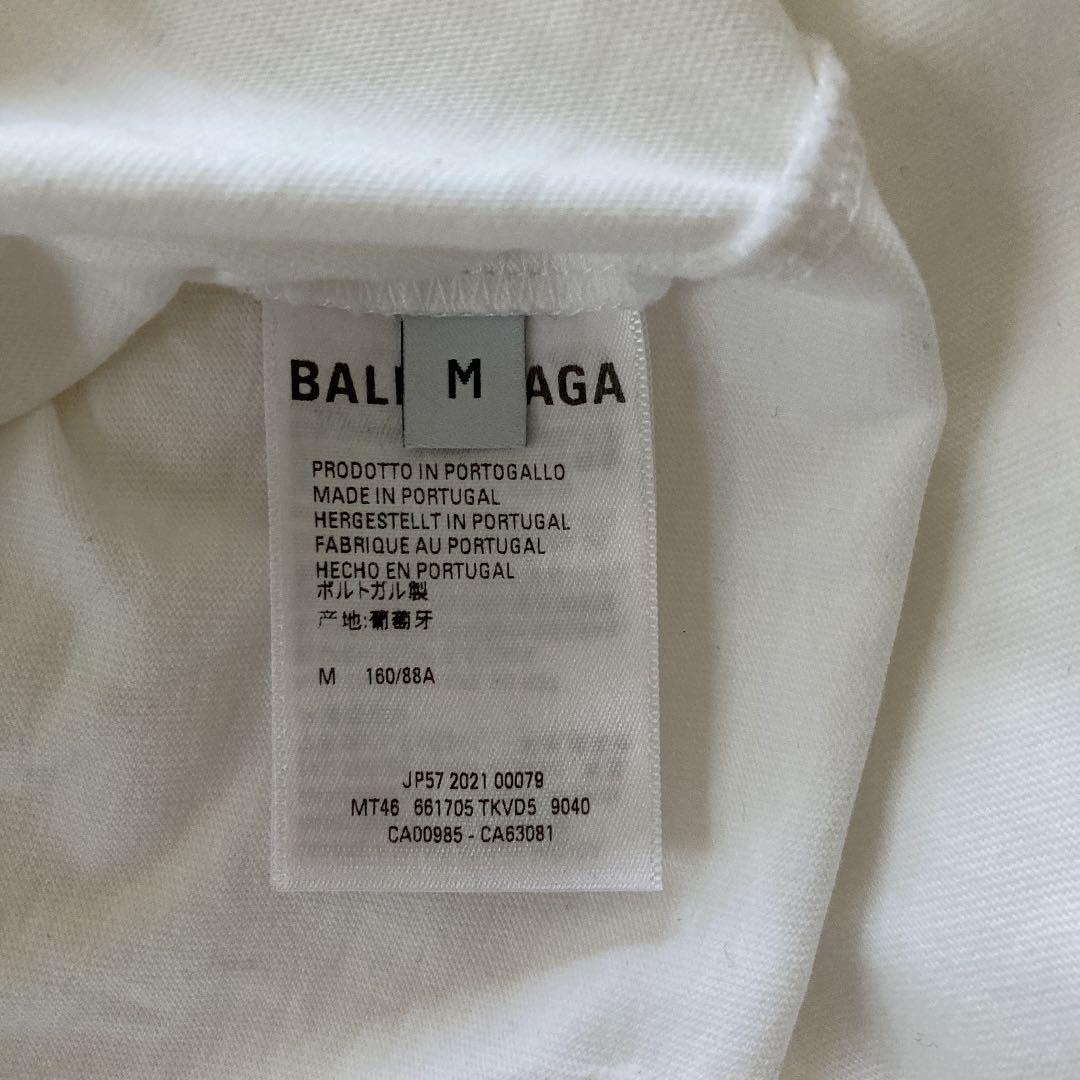 BAL AGA
M
PRODOTTO IN PORTOGALLO
MADE IN PORTUGAL
HERGESTELLT IN PORTUGAL
FABRIQUE AU PORTUGAL
HECHO EN PORTUGAL
ポルトガル製
产地:葡萄牙
M 160/88A
JP57 2021 00079
MT46 661705 TKVD5 9040
CA00985 - CA63081